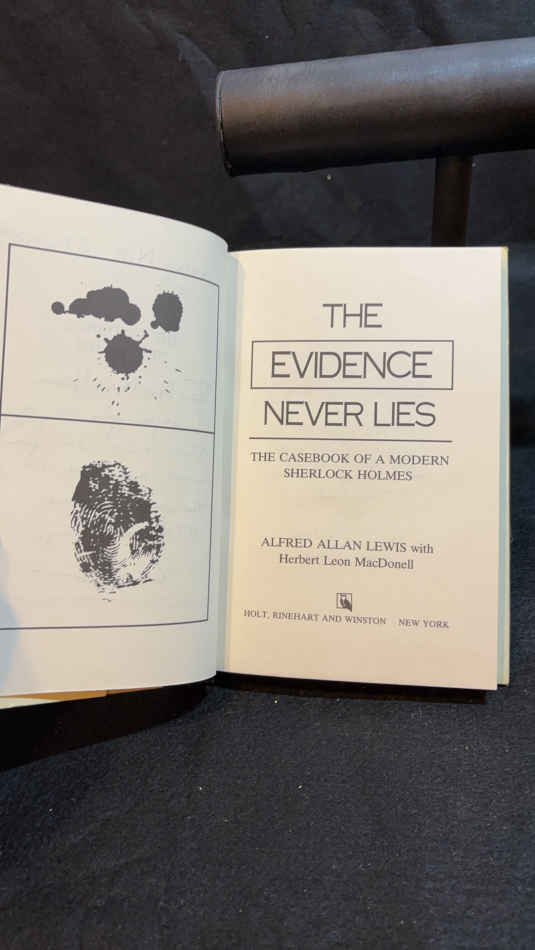 THE
EVIDENCE
NEVER LIES
THE CASEBOOK OF A MODERN
SHERLOCK HOLMES
ALFRED ALLAN LEWIS with
Herbert Leon MacDonell
HOLT, RINEHART AND WINSTON NEW YORK